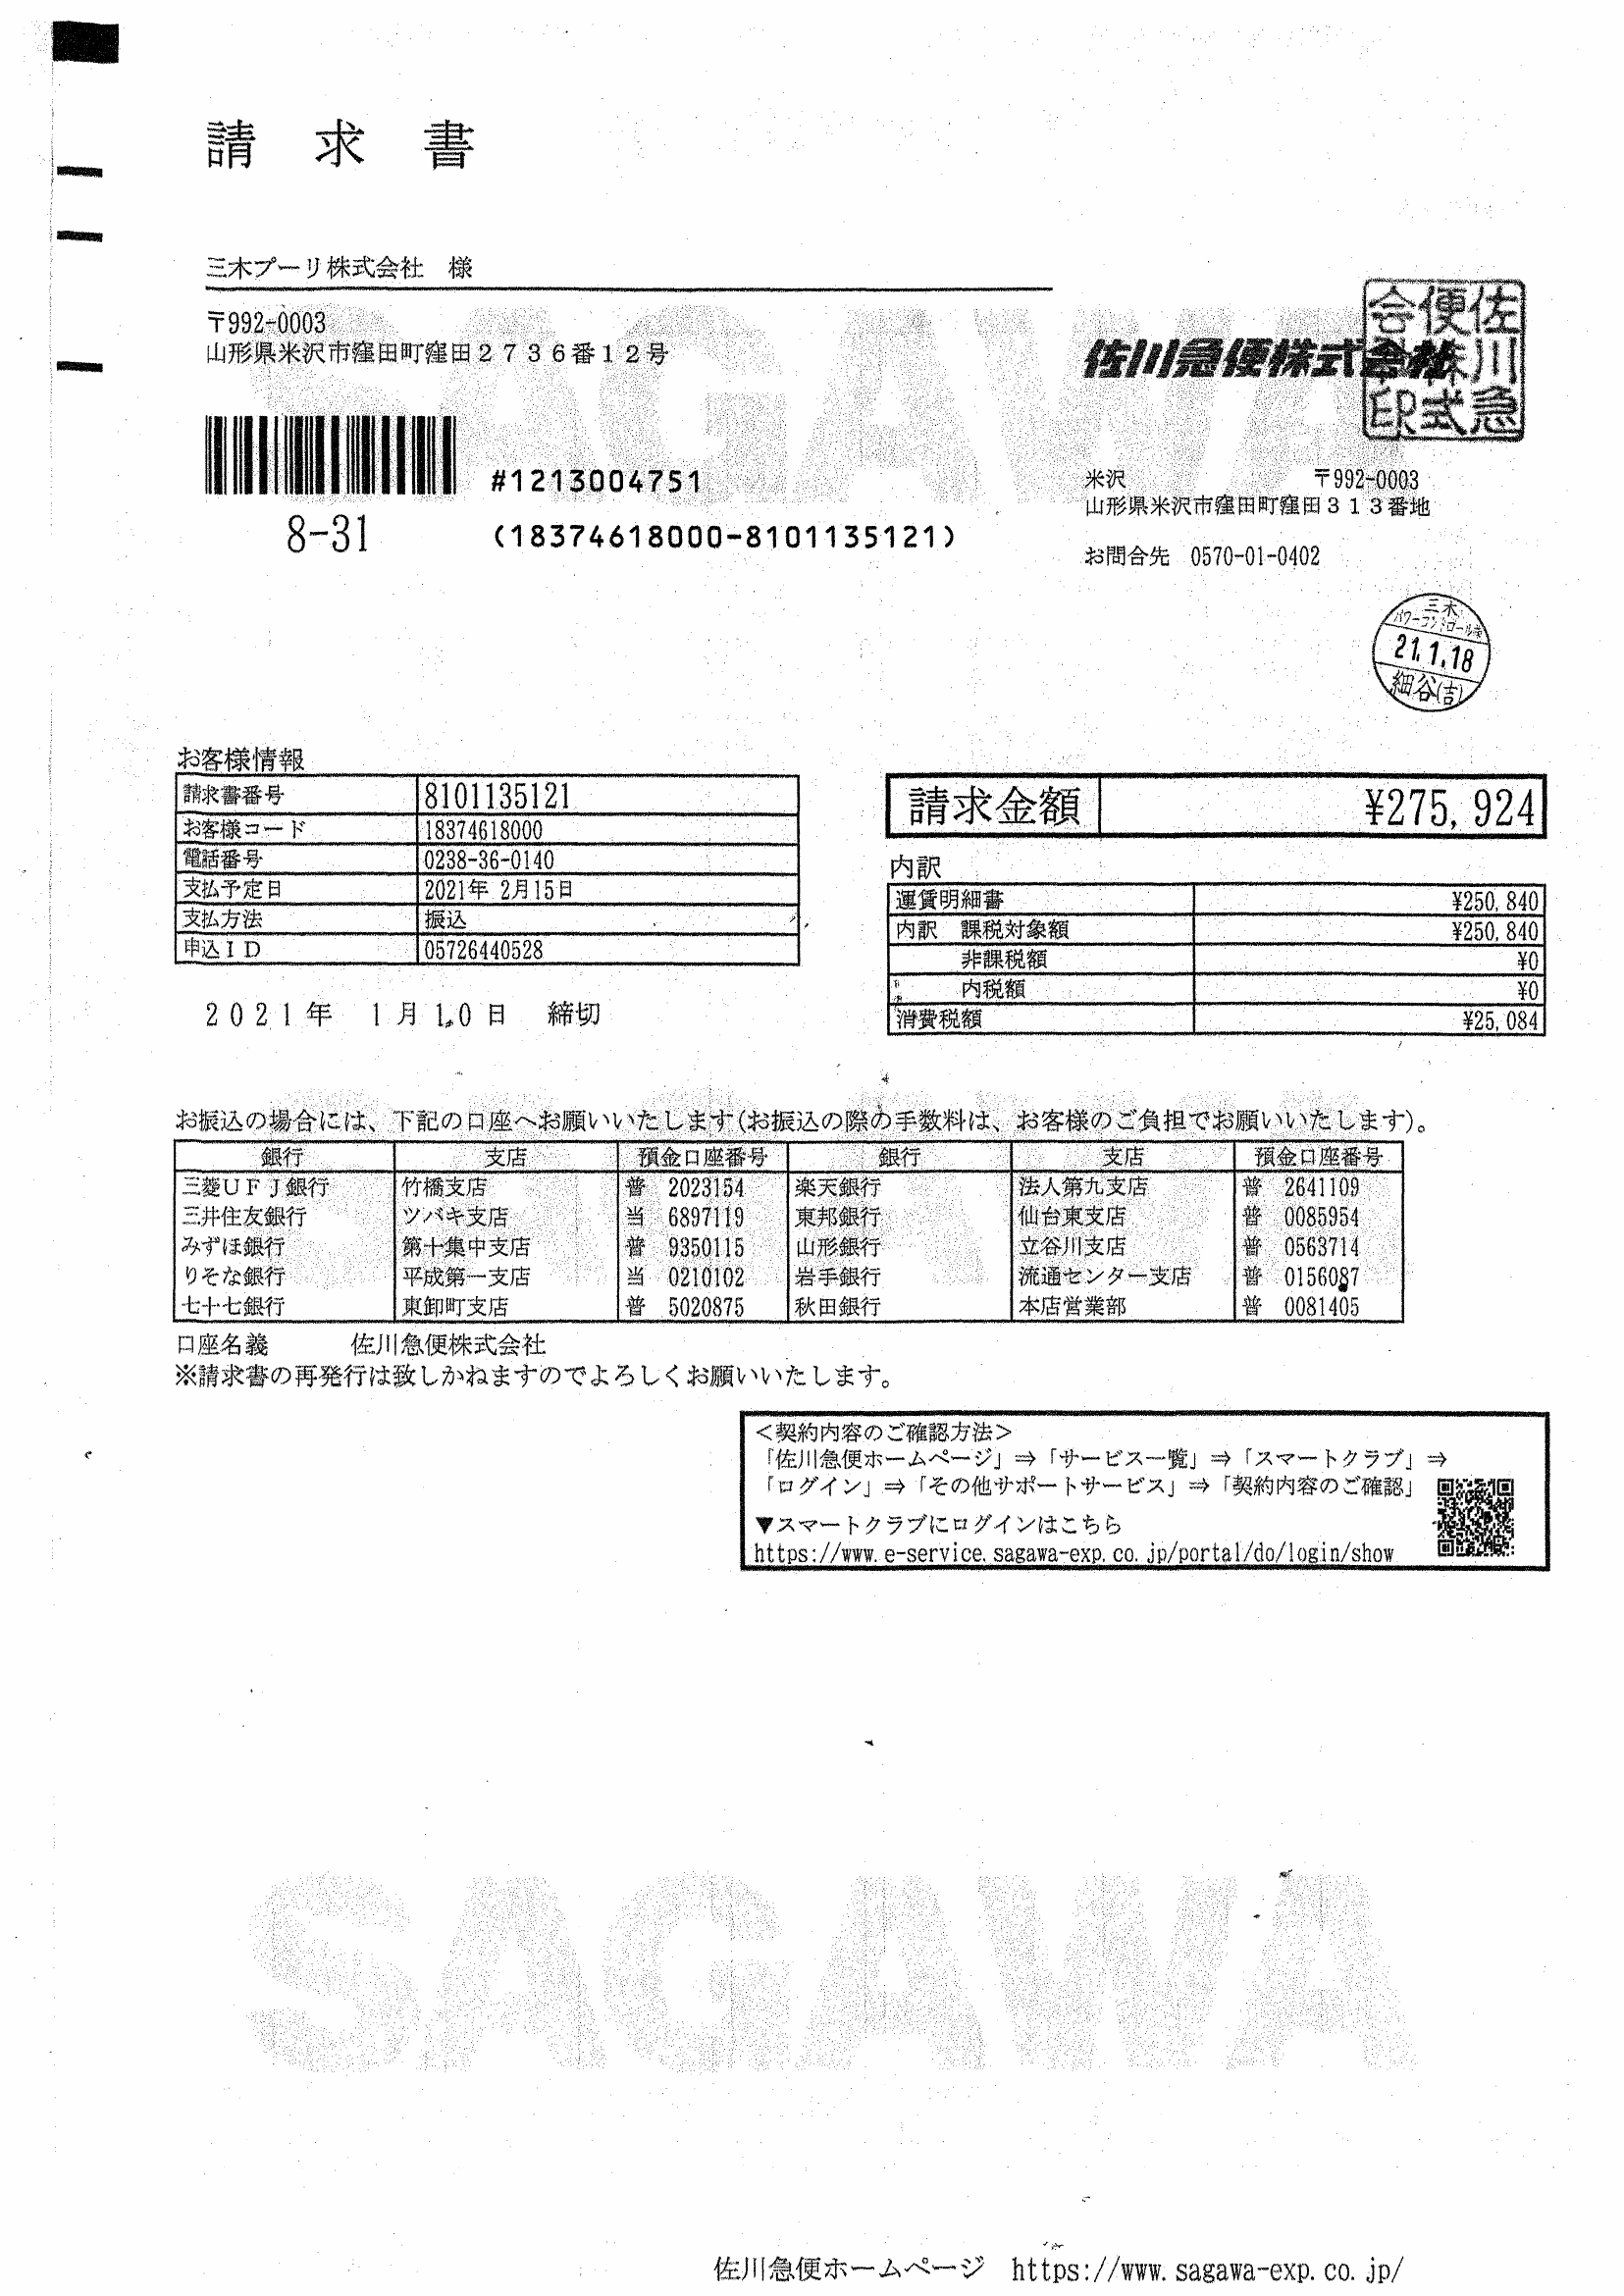 請求書
三木プーリ株式会社 様
〒992-0003
山形県米沢市窪田町窪田2736番12号
#1213004751
8-31
(18374618000-8101135121)
佐川急便株式会社
佐川急便株式会社印
米沢 〒992-0003
山形県米沢市窪田町窪田313番地
お問合先 0570-01-0402
三木
パワーコントロール
21.1.18
細谷(吉)
お客様情報
請求書番号 8101135121
お客様コード 18374618000
電話番号 0238-36-0140
支払予定日 2021年 2月15日
支払方法 振込
申込ID 05726440528
2021年 1月10日 締切
請求金額 ¥275,924
内訳
運賃明細書 ¥250,840
内訳 課税対象額 ¥250,840
非課税額 ¥0
内税額 ¥0
消費税額 ¥25,084
お振込の場合には、下記の口座へお願いいたします(お振込の際の手数料は、お客様のご負担でお願いいたします)。
銀行 支店 預金口座番号 銀行 支店 預金口座番号
三菱UFJ銀行 竹橋支店 普 2023154 楽天銀行 法人第九支店 普 2641109
三井住友銀行 ツバキ支店 当 6897119 東邦銀行 仙台東支店 普 0085954
みずほ銀行 第十集中支店 普 9350115 山形銀行 立谷川支店 普 0563714
りそな銀行 平成第一支店 当 0210102 岩手銀行 流通センター支店 普 0156087
七十七銀行 東卸町支店 普 5020875 秋田銀行 本店営業部 普 0081405
口座名義 佐川急便株式会社
※請求書の再発行は致しかねますのでよろしくお願いいたします。
<契約内容のご確認方法>
「佐川急便ホームページ」⇒「サービス一覧」⇒「スマートクラブ」⇒
「ログイン」⇒「その他サポートサービス」⇒「契約内容のご確認」
▼スマートクラブにログインはこちら
https://www.e-service.sagawa-exp.co.jp/portal/do/login/show
SAGAWA
佐川急便ホームページ https://www.sagawa-exp.co.jp/